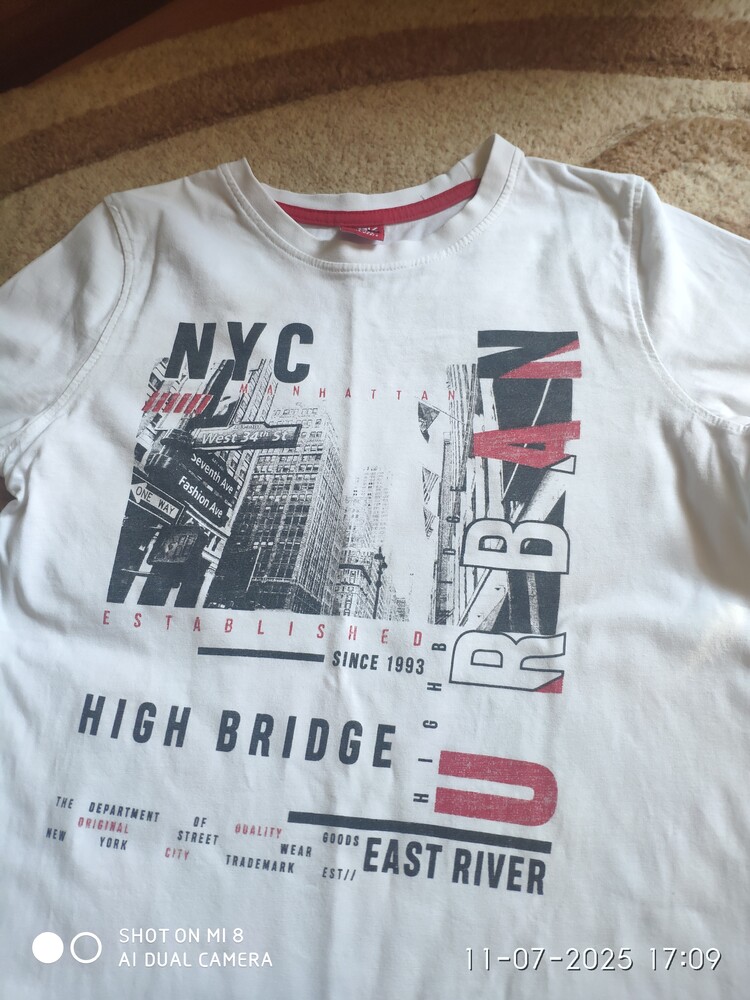 NYC
MANHATTAN
West 34th St
Seventh Ave
Fashion Ave
ONE WAY
URBAN
HIGH BRIDGE
ESTABLISHED
SINCE 1993
HIGH BRIDGE
THE DEPARTMENT OF QUALITY GOODS
ORIGINAL STREET WEAR
NEW YORK CITY TRADEMARK EST//
EAST RIVER
SHOT ON MI 8
AI DUAL CAMERA
11-07-2025 17:09